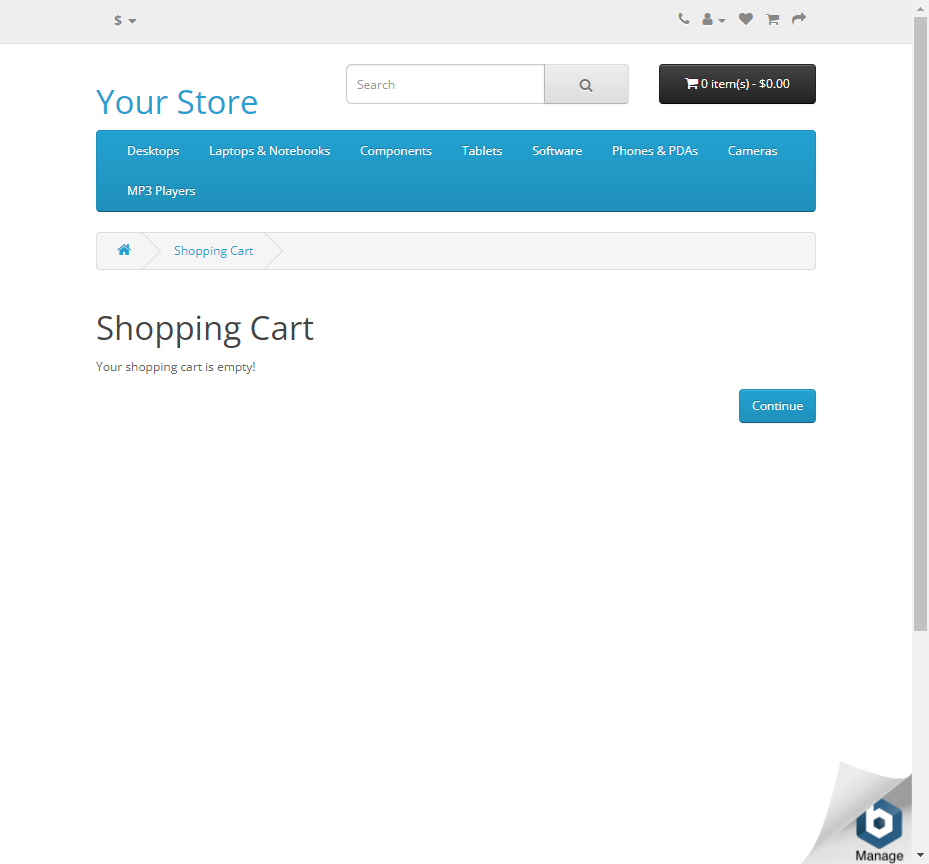 $
Your Store
Search
0 item(s) - $0.00
Desktops Laptops & Notebooks Components Tablets Software Phones & PDAs Cameras
MP3 Players
Shopping Cart
Shopping Cart
Your shopping cart is empty!
Continue
Manage